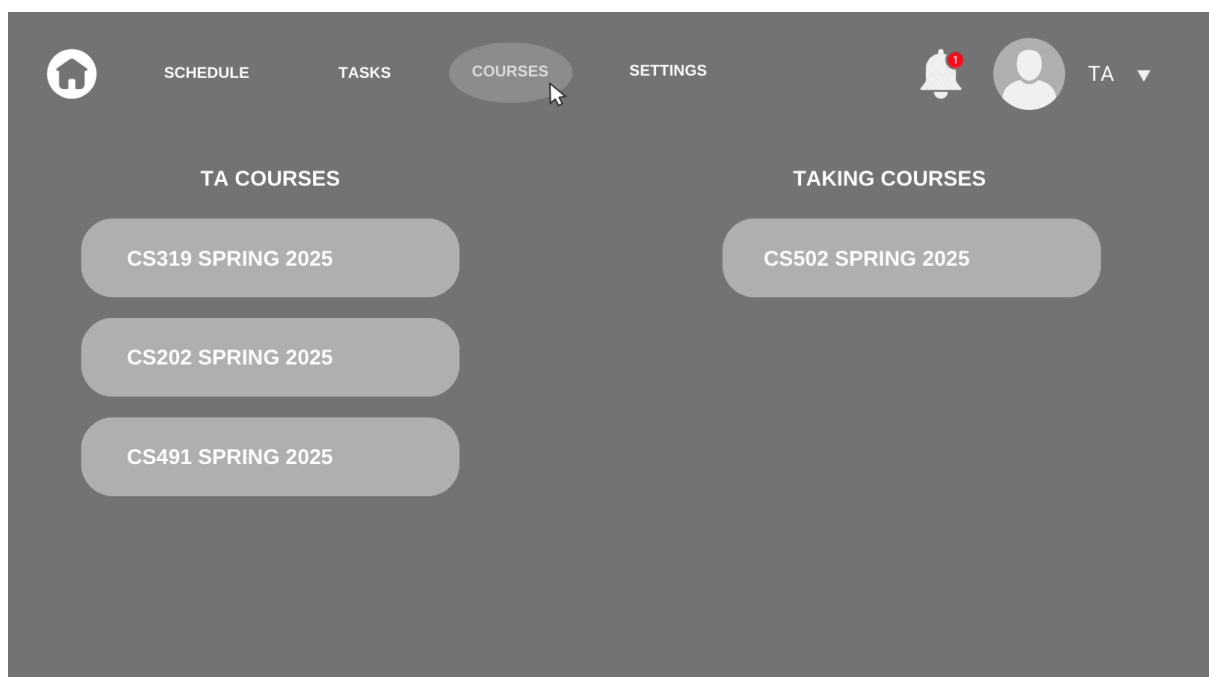 SCHEDULE TASKS COURSES SETTINGS 1 TA ▼
TA COURSES
CS319 SPRING 2025
CS202 SPRING 2025
CS491 SPRING 2025
TAKING COURSES
CS502 SPRING 2025